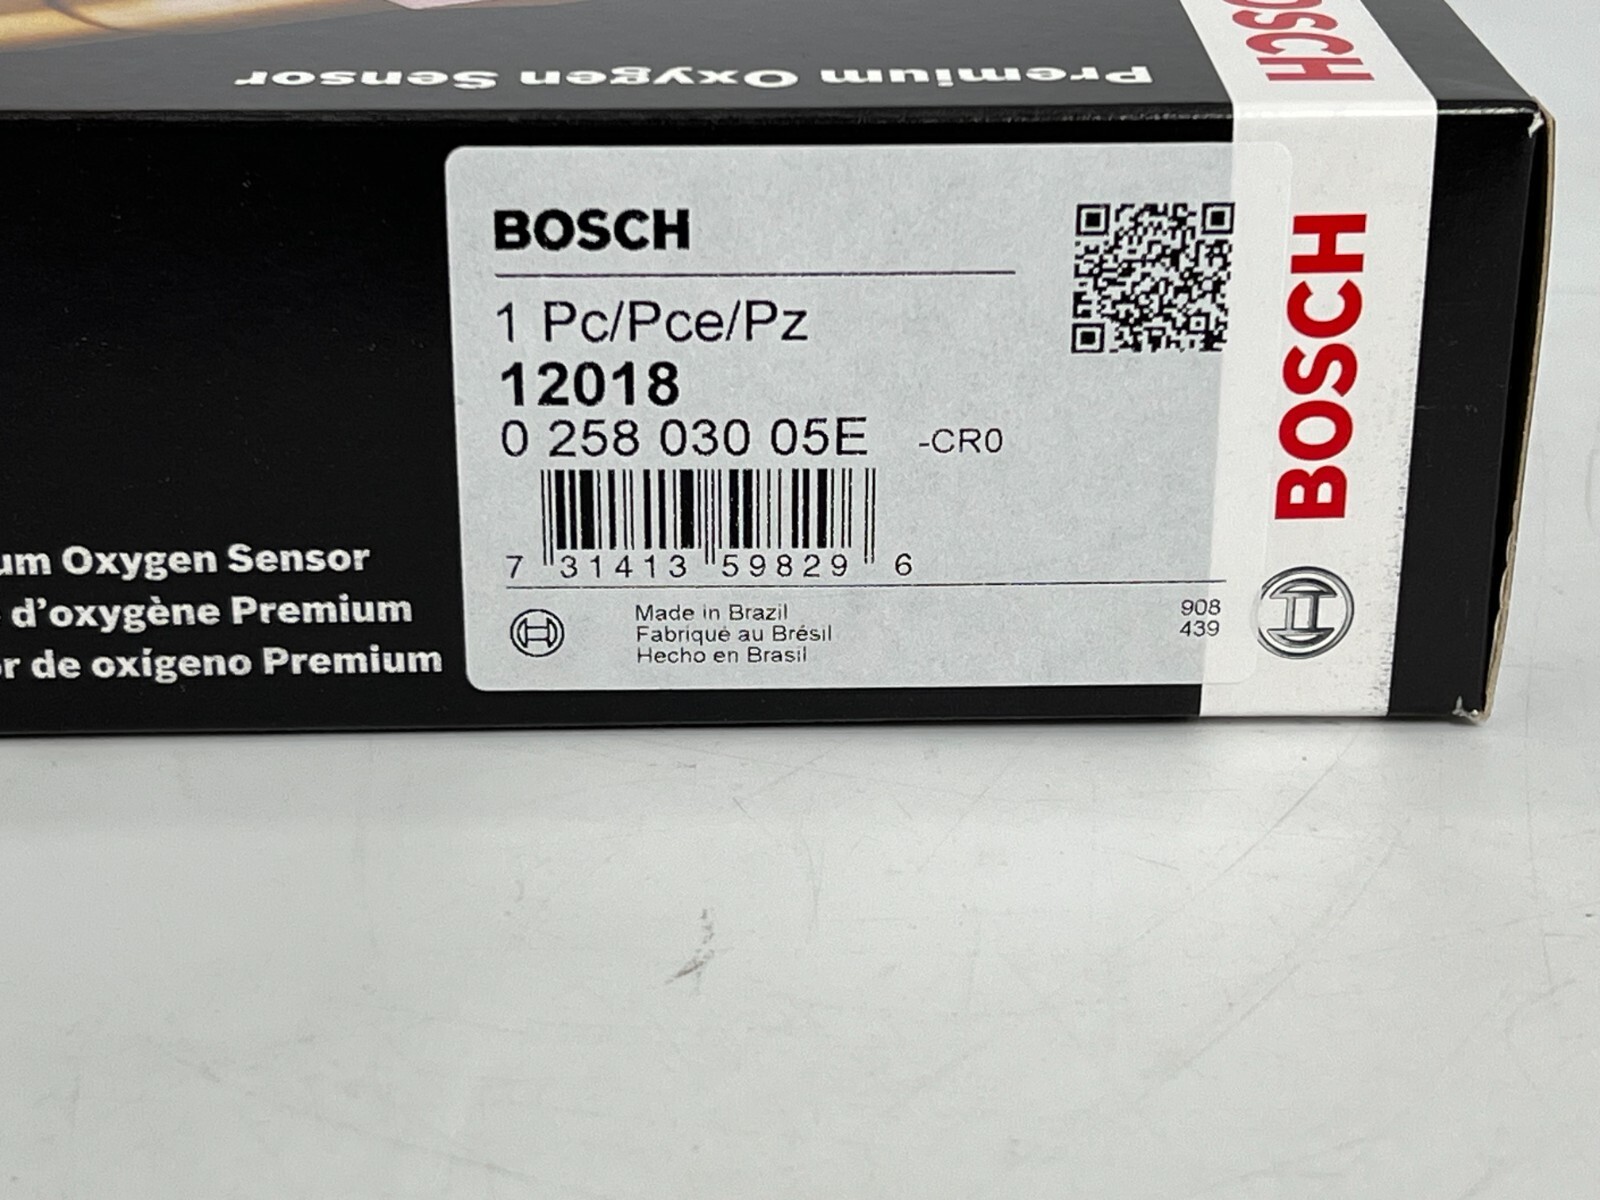 Premium Oxygen Sensor
BOSCH
BOSCH
1 Pc/Pce/Pz
12018
0 258 030 05E -CR0
7 31413 59829 6
Made in Brazil
Fabriqué au Brésil
Hecho en Brasil
908
439
BOSCH
Oxygen Sensor
d'oxygène Premium
de oxígeno Premium